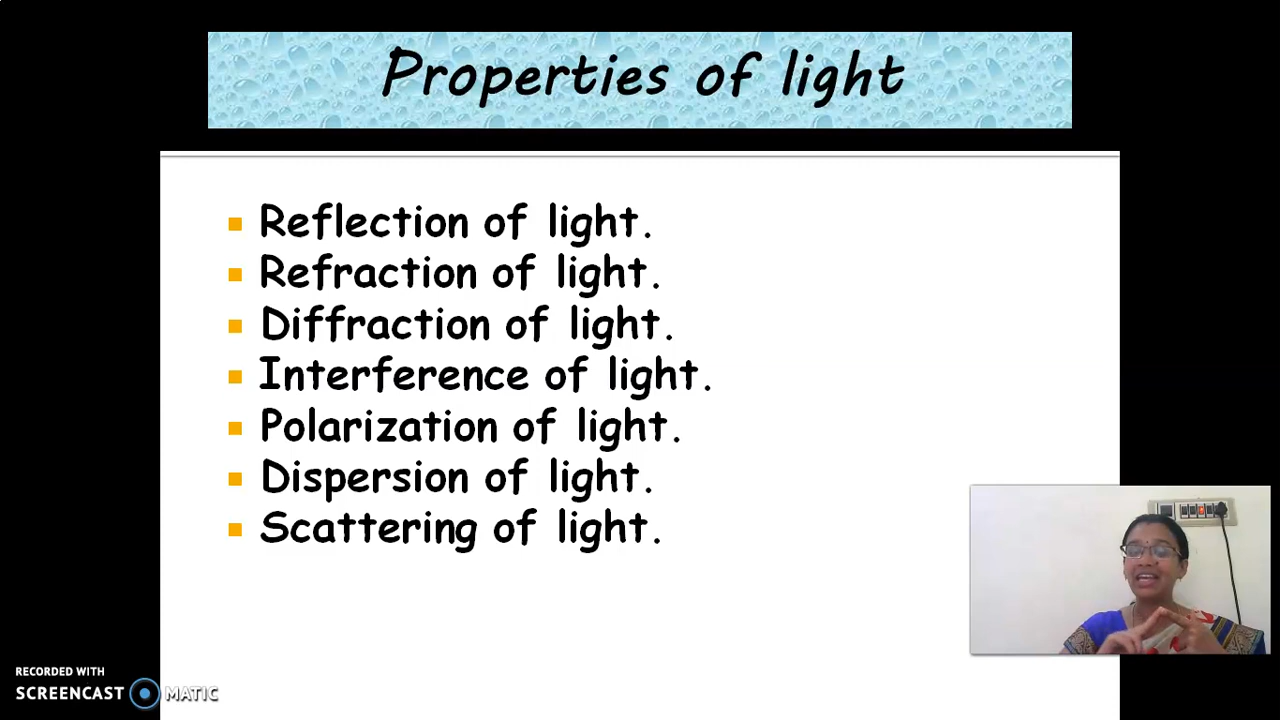 Properties of light
Reflection of light.
Refraction of light.
Diffraction of light.
Interference of light.
Polarization of light.
Dispersion of light.
Scattering of light.
RECORDED WITH
SCREENCAST MATIC